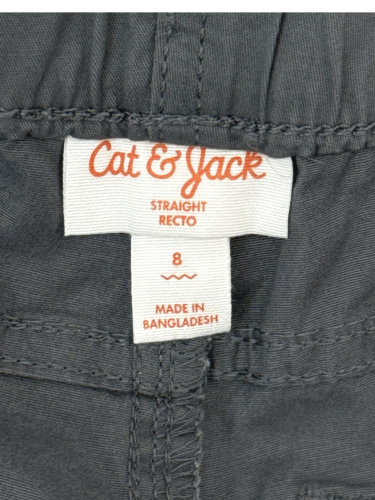 Cat & Jack
STRAIGHT
RECTO
8
MADE IN
BANGLADESH